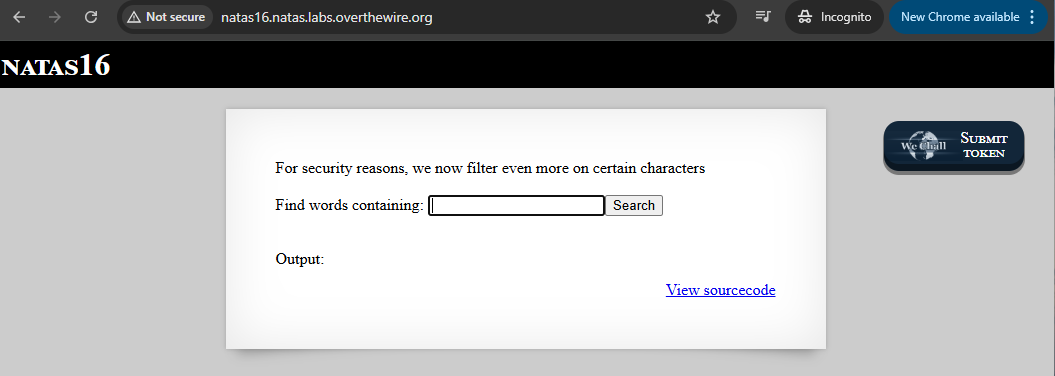 Not secure
natas16.natas.labs.overthewire.org
Incognito
New Chrome available
NATAS16
We Chall
SUBMIT
TOKEN
For security reasons, we now filter even more on certain characters
Find words containing:
Search
Output:
View sourcecode